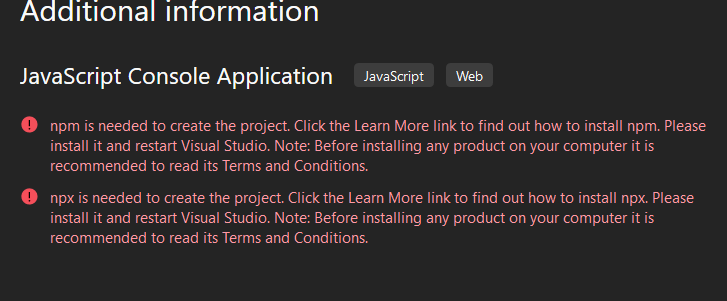 Additional information
JavaScript Console Application JavaScript Web
npm is needed to create the project. Click the Learn More link to find out how to install npm. Please
install it and restart Visual Studio. Note: Before installing any product on your computer it is
recommended to read its Terms and Conditions.
npx is needed to create the project. Click the Learn More link to find out how to install npx. Please
install it and restart Visual Studio. Note: Before installing any product on your computer it is
recommended to read its Terms and Conditions.